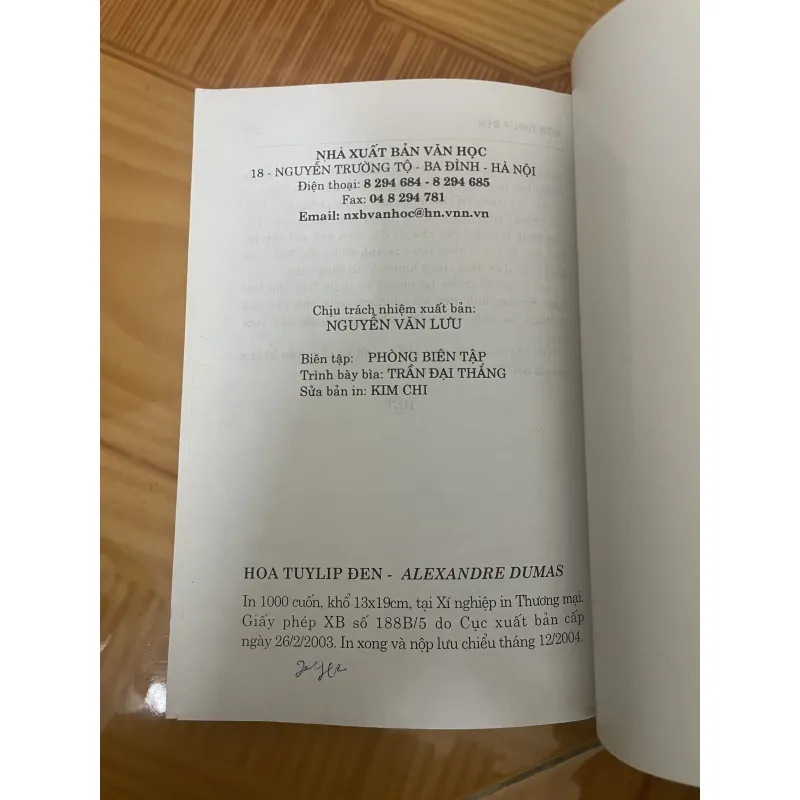 NHÀ XUẤT BẢN VĂN HỌC
18 - NGUYỄN TRƯỜNG TỘ - BA ĐÌNH - HÀ NỘI
Điện thoại: 8 294 684 - 8 294 685
Fax: 04 8 294 781
Email: nxbvanhoc@hn.vnn.vn
Chịu trách nhiệm xuất bản:
NGUYỄN VĂN LƯU
Biên tập: PHÒNG BIÊN TẬP
Trình bày bìa: TRẦN ĐẠI THẮNG
Sửa bản in: KIM CHI
HOA TUYLIP ĐEN - ALEXANDRE DUMAS
In 1000 cuốn, khổ 13x19cm, tại Xí nghiệp in Thương mại.
Giấy phép XB số 188B/5 do Cục xuất bản cấp
ngày 26/2/2003. In xong và nộp lưu chiểu tháng 12/2004.